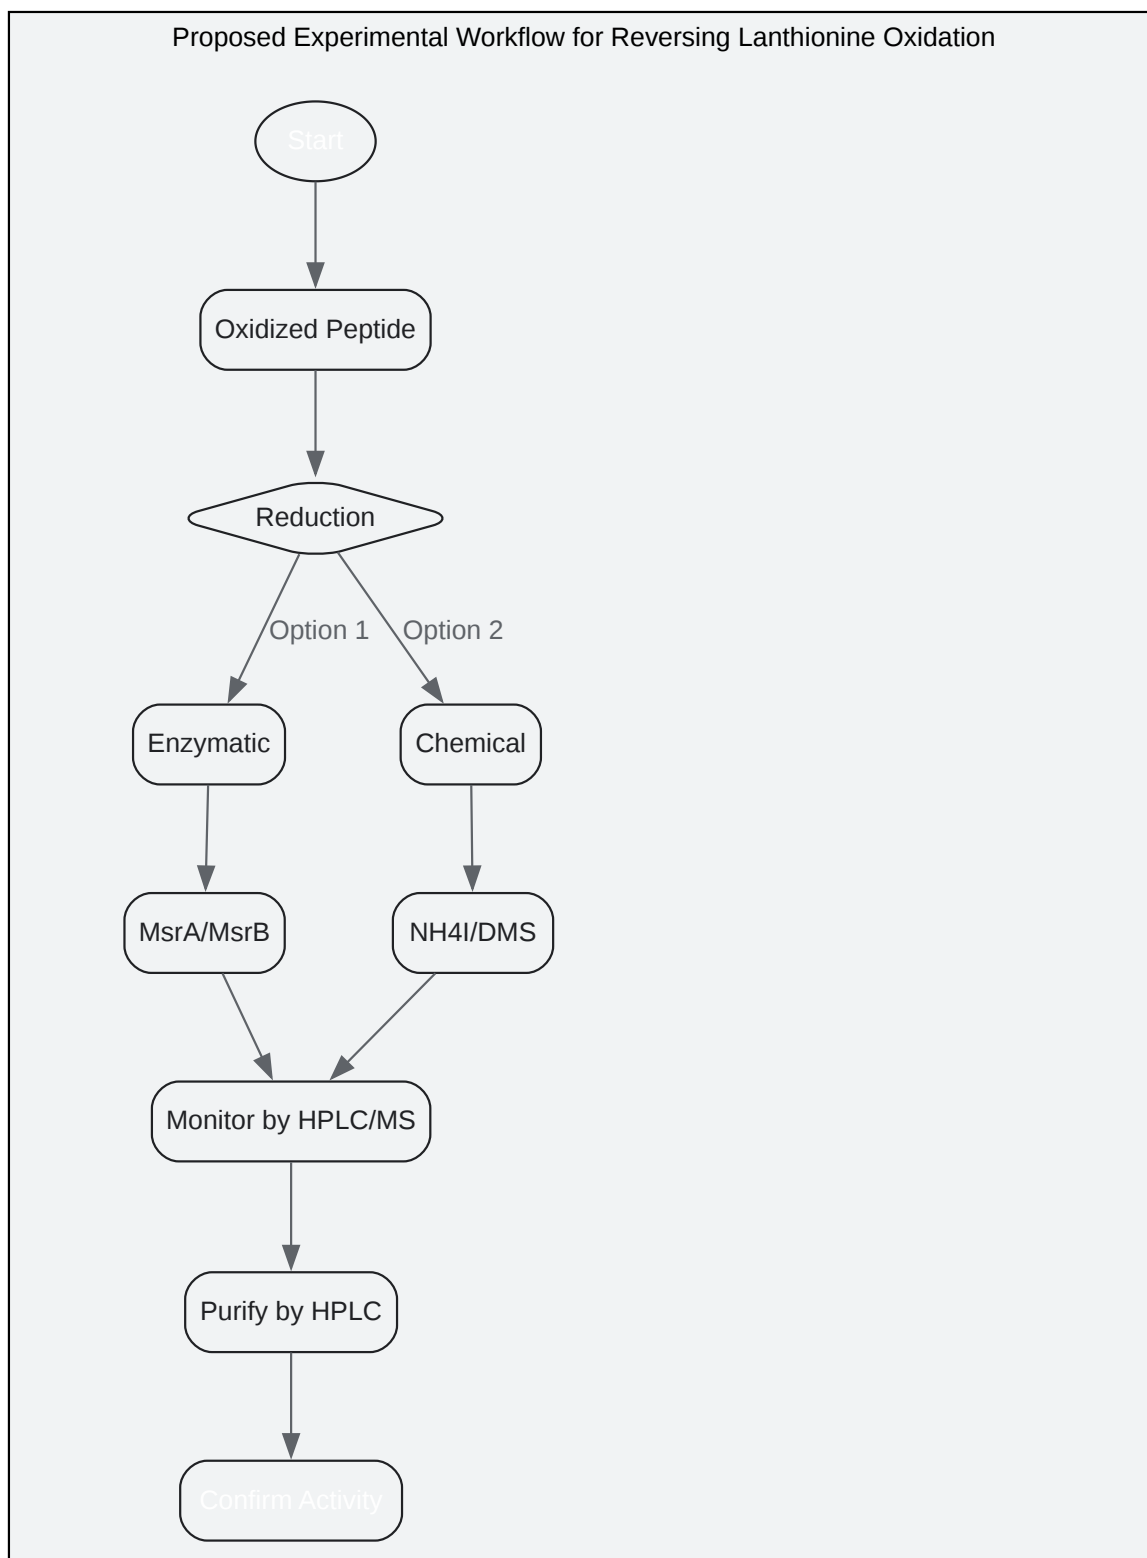 Proposed Experimental Workflow for Reversing Lanthionine Oxidation
Start
Oxidized Peptide
Reduction
Option 1
Option 2
Enzymatic
Chemical
MsrA/MsrB
NH4I/DMS
Monitor by HPLC/MS
Purify by HPLC
Confirm Activity